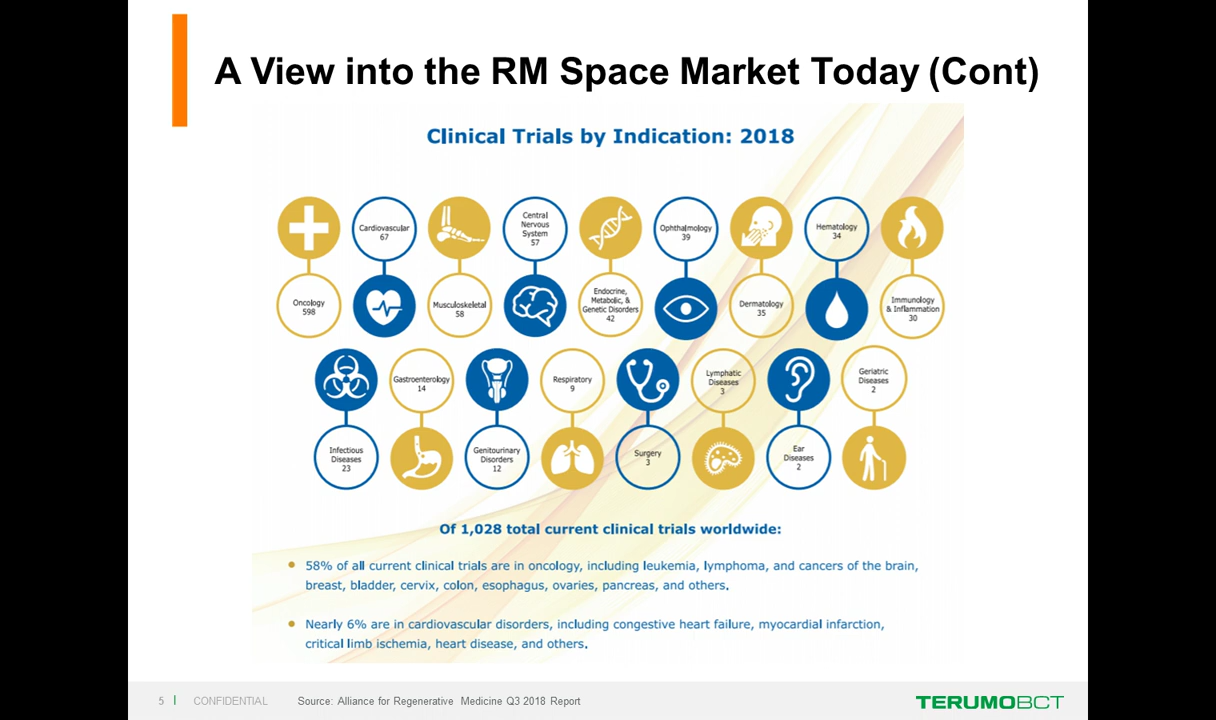 A View into the RM Space Market Today (Cont)
Clinical Trials by Indication: 2018
Cardiovascular
67
Central
Nervous
System
57
Ophthalmology
39
Hematology
34
Oncology
598
Musculoskeletal
58
Endocrine,
Metabolic, &
Genetic Disorders
42
Dermatology
35
Immunology
& Inflammation
30
Gastroenterology
14
Respiratory
9
Lymphatic
Diseases
3
Geriatric
Diseases
2
Infectious
Diseases
23
Genitourinary
Disorders
12
Surgery
3
Ear
Diseases
2
Of 1,028 total current clinical trials worldwide:
58% of all current clinical trials are in oncology, including leukemia, lymphoma, and cancers of the brain,
breast, bladder, cervix, colon, esophagus, ovaries, pancreas, and others.
Nearly 6% are in cardiovascular disorders, including congestive heart failure, myocardial infarction,
critical limb ischemia, heart disease, and others.
5 | CONFIDENTIAL Source: Alliance for Regenerative Medicine Q3 2018 Report
TERUMOBCT